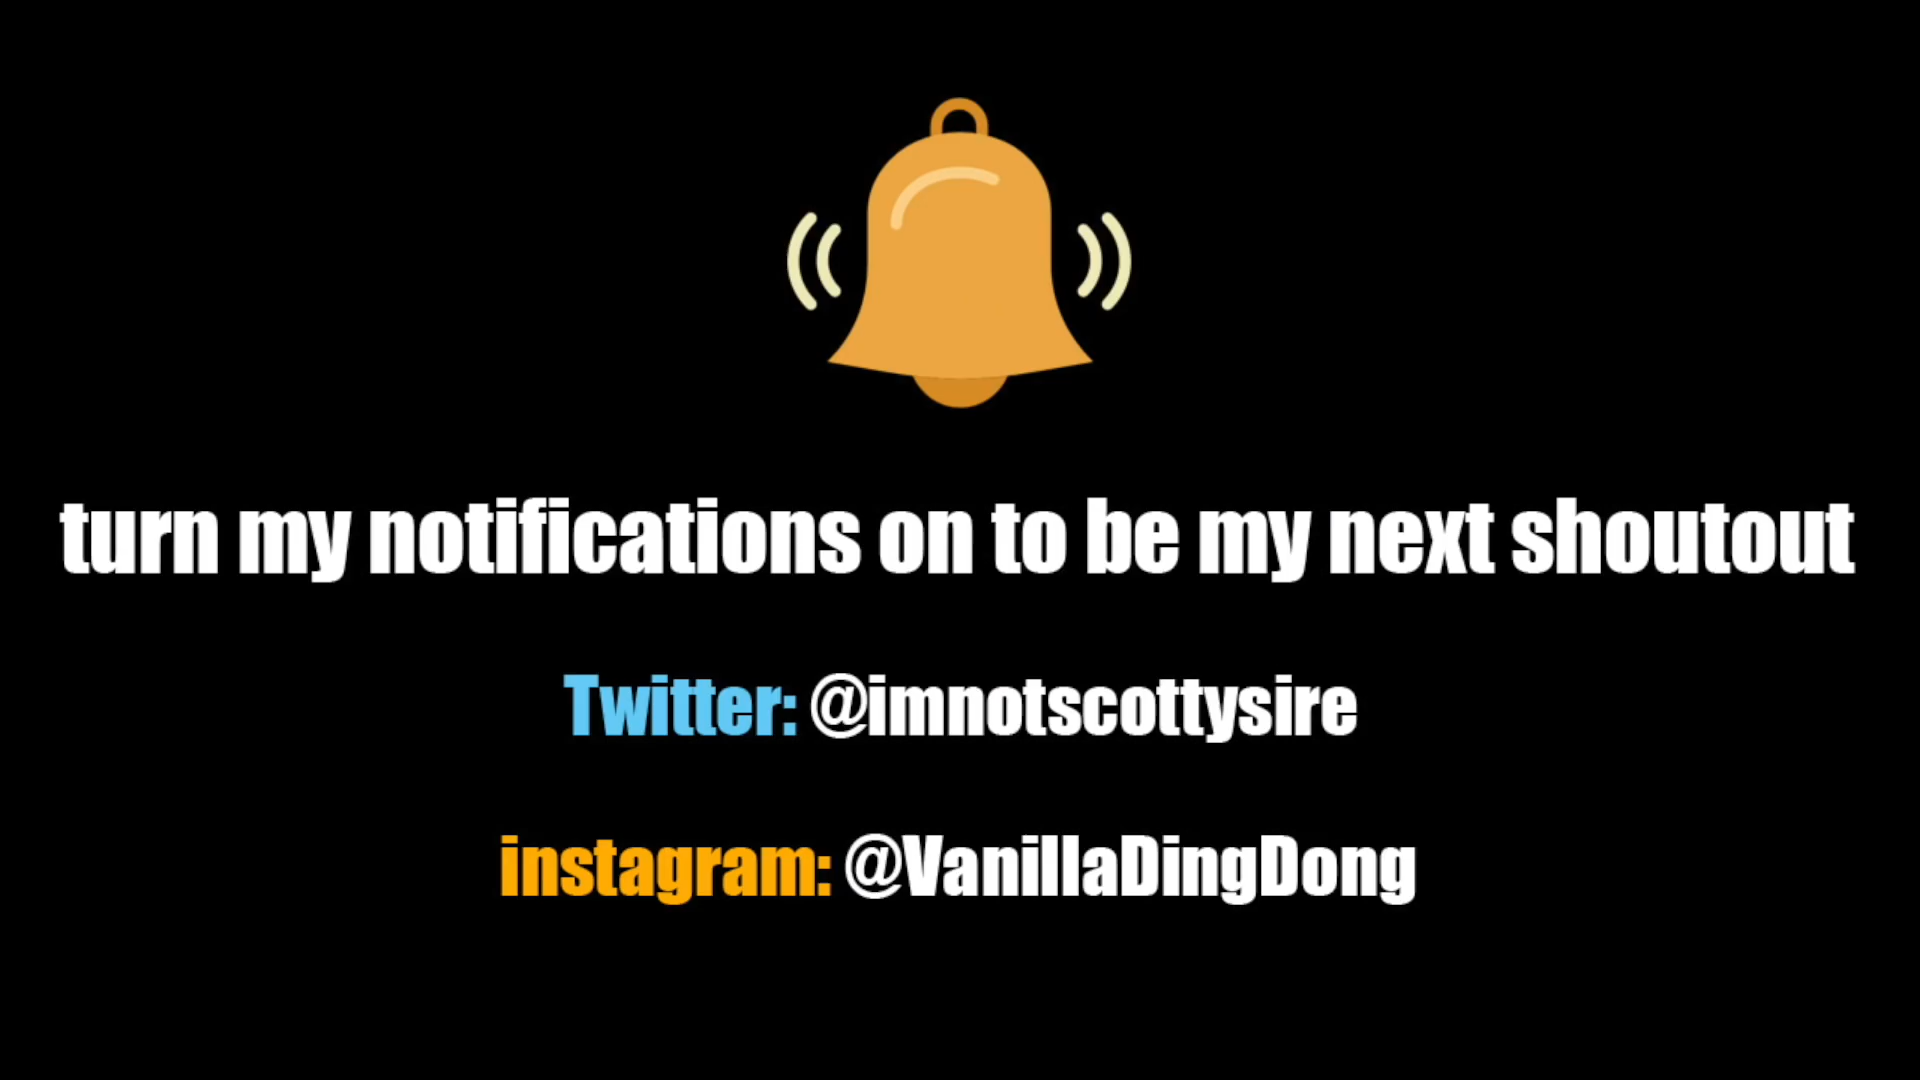 turn my notifications on to be my next shoutout
Twitter: @imnotscottysire
instagram: @VanillaDingDong